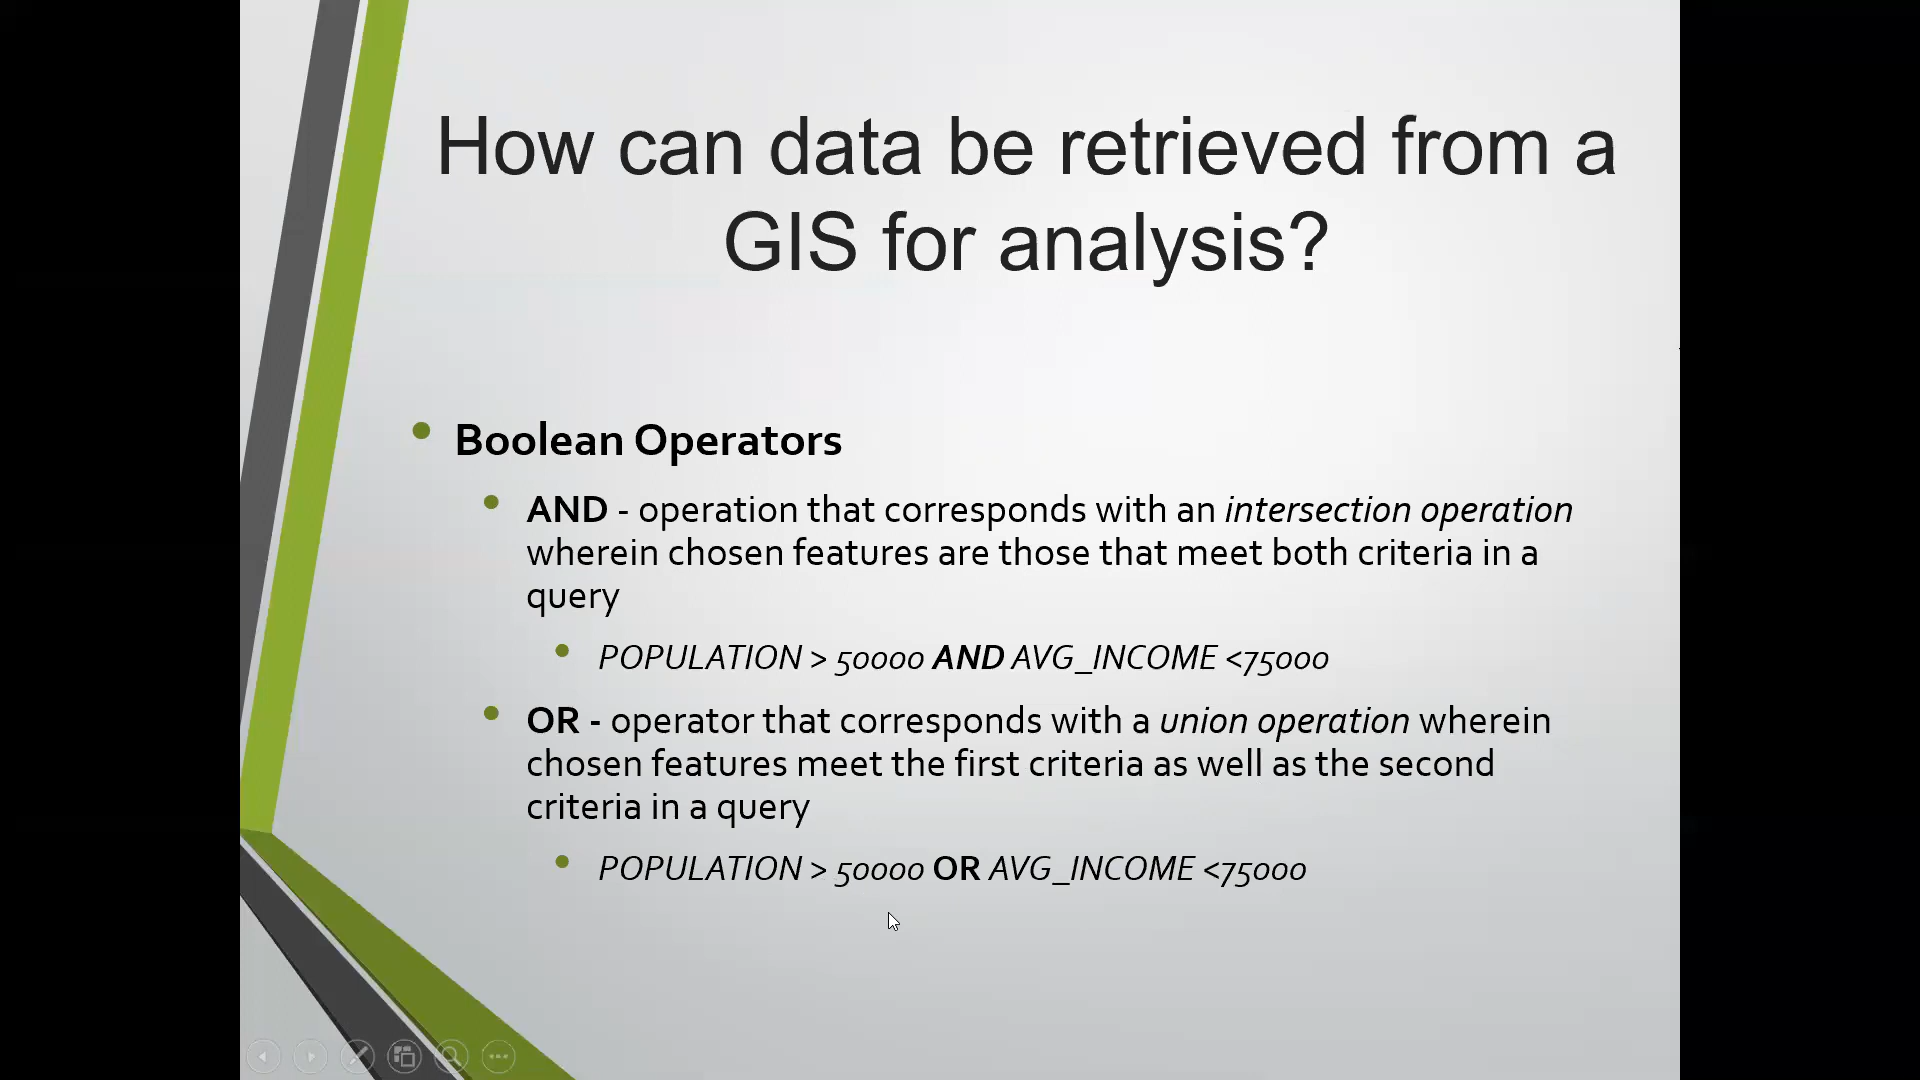 How can data be retrieved from a
GIS for analysis?
Boolean Operators
AND - operation that corresponds with an intersection operation
wherein chosen features are those that meet both criteria in a
query
POPULATION > 50000 AND AVG_INCOME <75000
OR - operator that corresponds with a union operation wherein
chosen features meet the first criteria as well as the second
criteria in a query
POPULATION > 50000 OR AVG_INCOME <75000